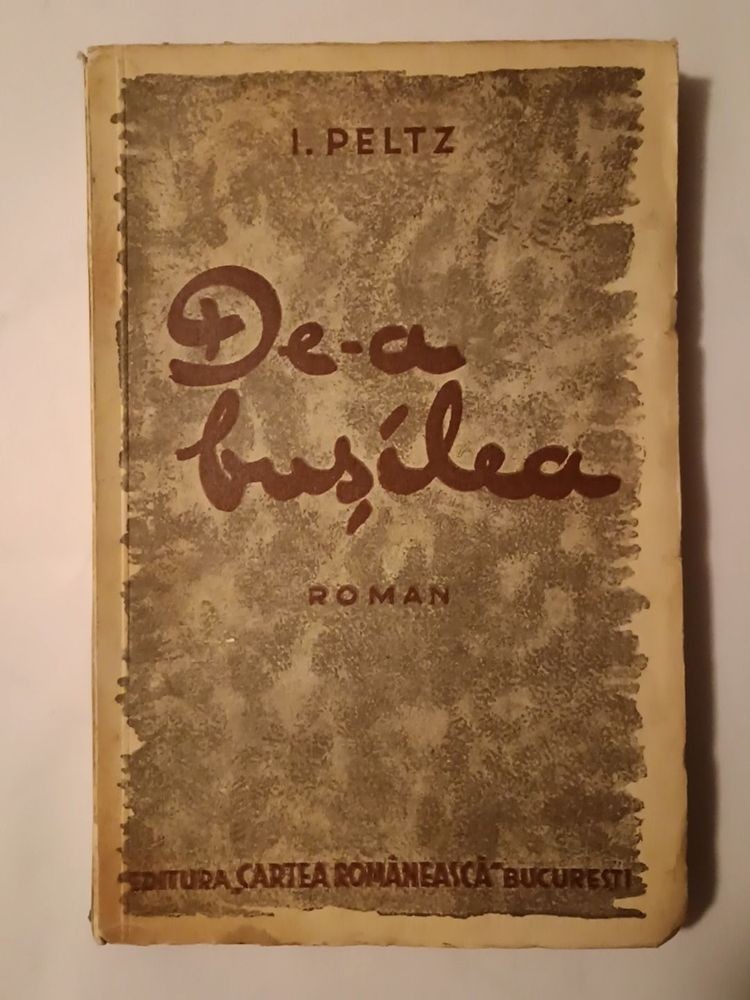 I. PELTZ
De-a
bușilea
ROMAN
EDITURA „CARTEA ROMÂNEASCĂ” BUCUREȘTI